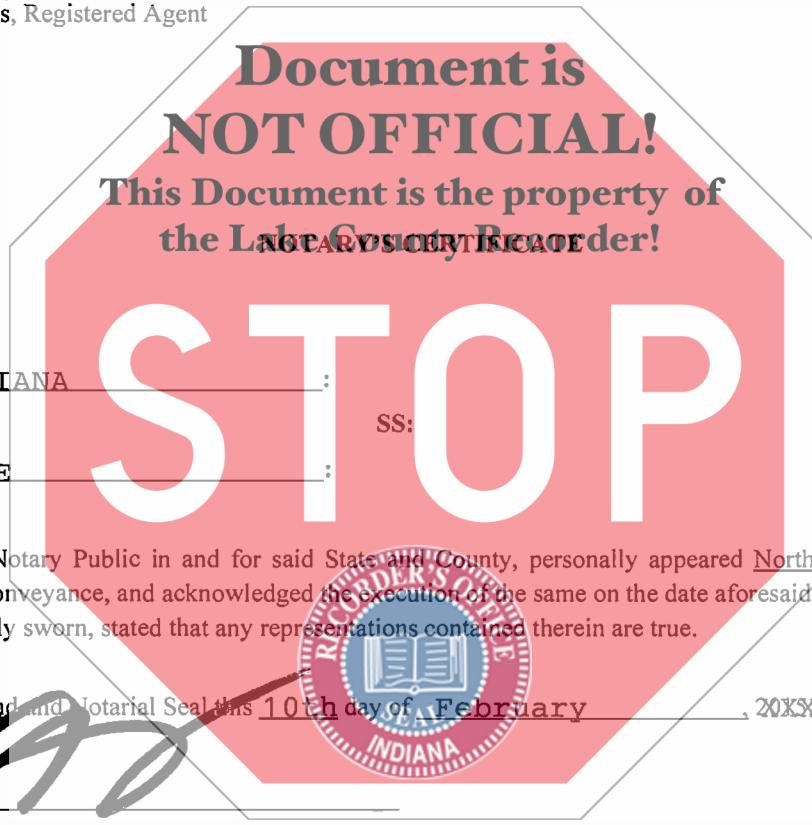 s, Registered Agent
Document is
NOT OFFICIAL!
This Document is the property of
the Lake County Recorder!
NOTARY'S CERTIFICATE
STOP
IANA :
SS:
E :
Notary Public in and for said State and County, personally appeared North
onveyance, and acknowledged the execution of the same on the date aforesaid
ly sworn, stated that any representations contained therein are true.
nd and Notarial Seal this 10th day of February ,
RECORDER'S OFFICE
SEAL
INDIANA